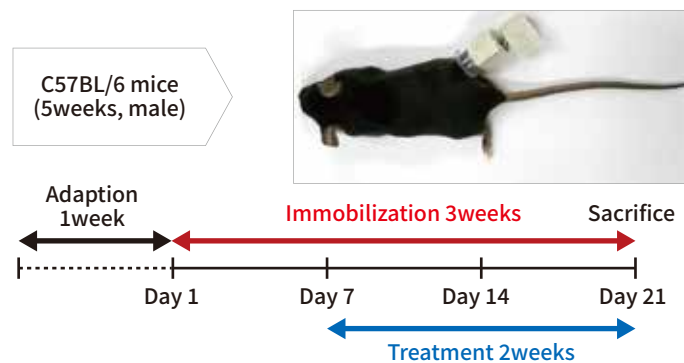 C57BL/6 mice
(5weeks, male)
Adaption
1week
Immobilization 3weeks
Sacrifice
Day 1
Day 7
Day 14
Day 21
Treatment 2weeks